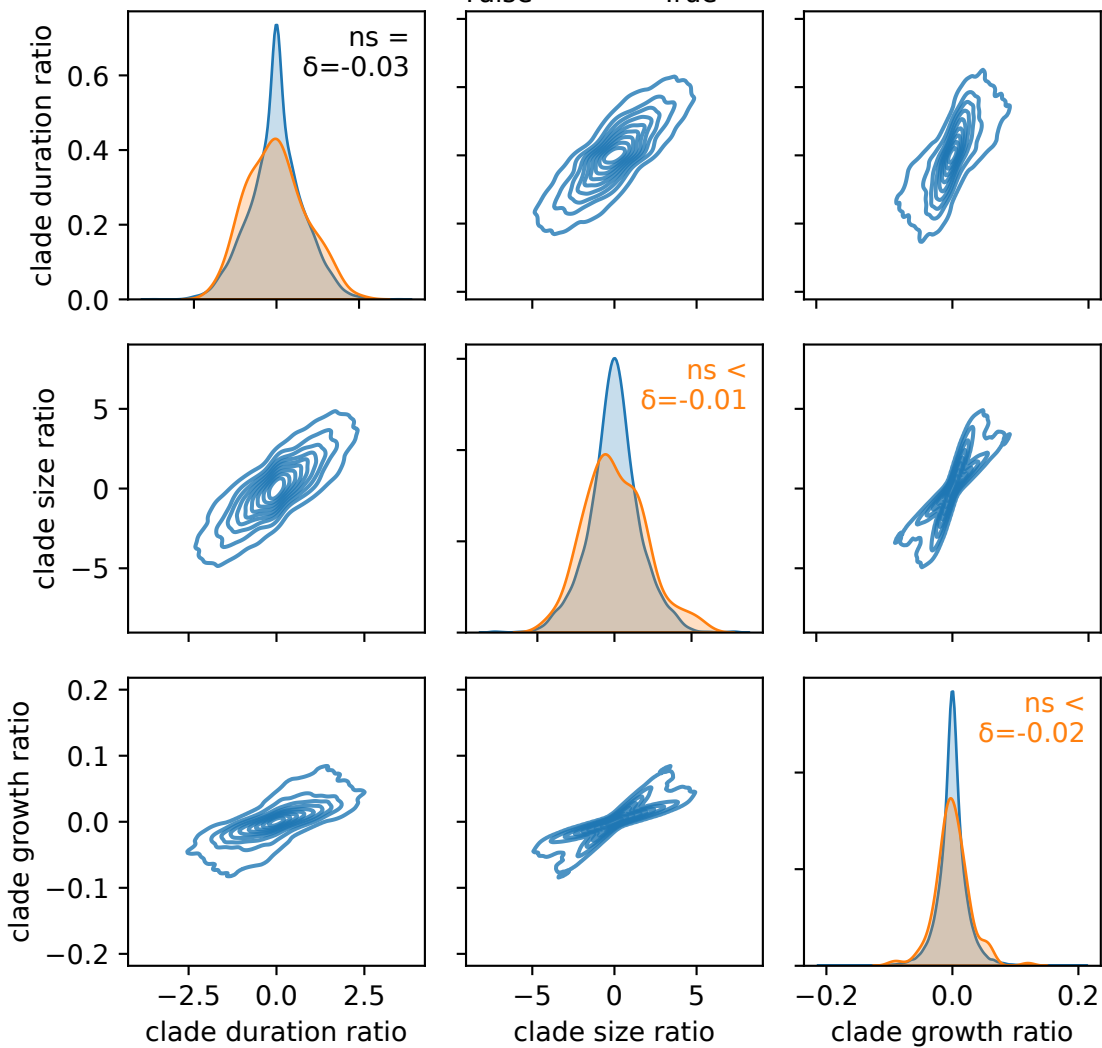 clade duration ratio
0.6
0.4
0.2
0.0
ns =
δ=-0.03
clade size ratio
5
0
−5
ns <
δ=-0.01
clade growth ratio
0.2
0.1
0.0
−0.1
−0.2
ns <
δ=-0.02
−2.5 0.0 2.5
−5 0 5
−0.2 0.0 0.2
clade duration ratio
clade size ratio
clade growth ratio